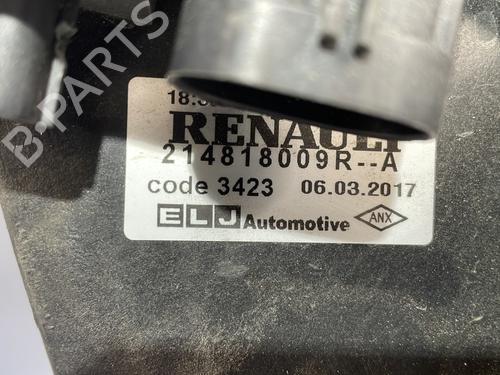 RENAULT
214818009R--A
code 3423 06.03.2017
ELJ Automotive ANX
B-PARTS